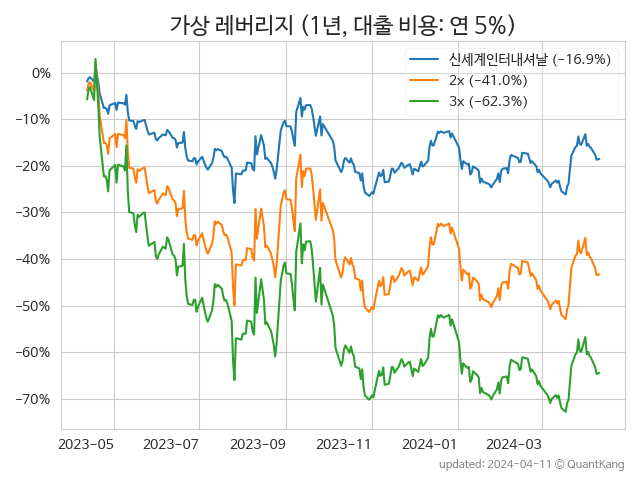 가상 레버리지 (1년, 대출 비용: 연 5%)
신세계인터내셔날 (−16.9%)
2x (−41.0%)
3x (−62.3%)
0%
−10%
−20%
−30%
−40%
−50%
−60%
−70%
2023-05 2023-07 2023-09 2023-11 2024-01 2024-03
updated: 2024-04-11 © QuantKang